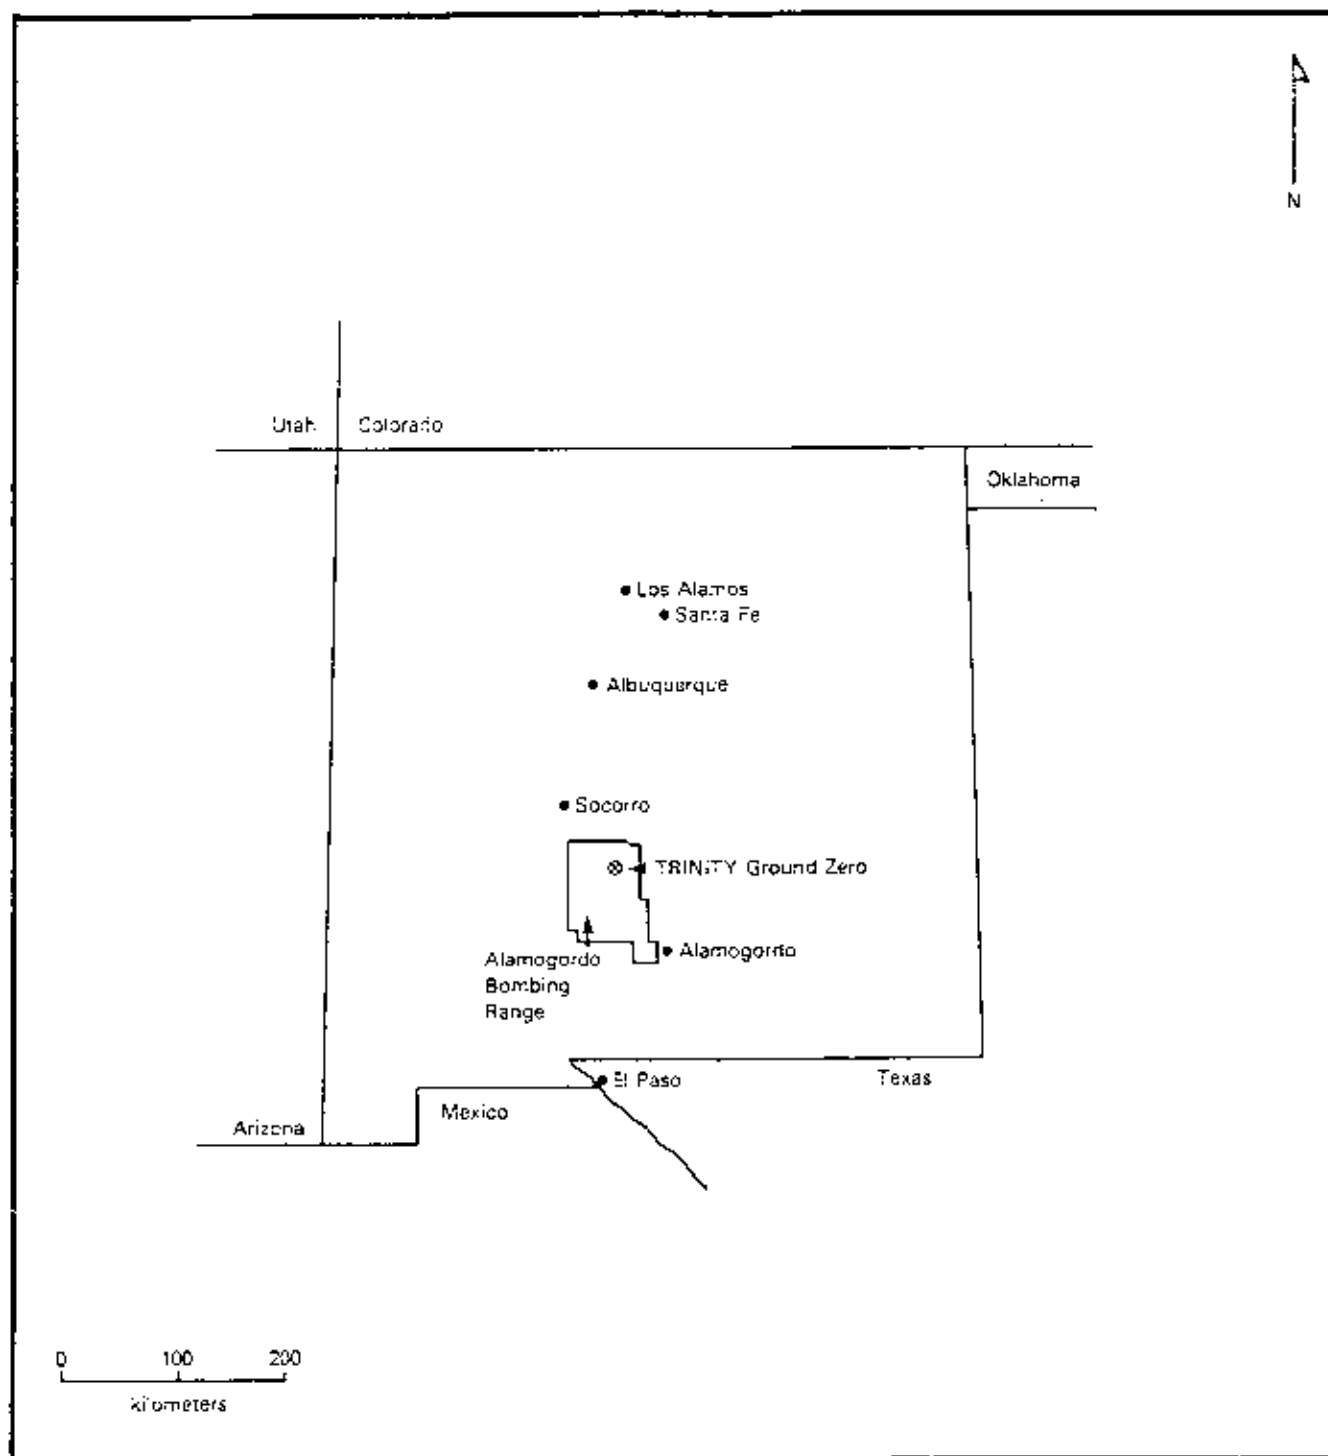 N
Utah
Colorado
Oklahoma
Los Alamos
Santa Fe
Albuquerque
Socorro
TRINITY Ground Zero
Alamogordo
Alamogordo
Bombing
Range
El Paso
Texas
Mexico
Arizona
0 100 200
kilometers